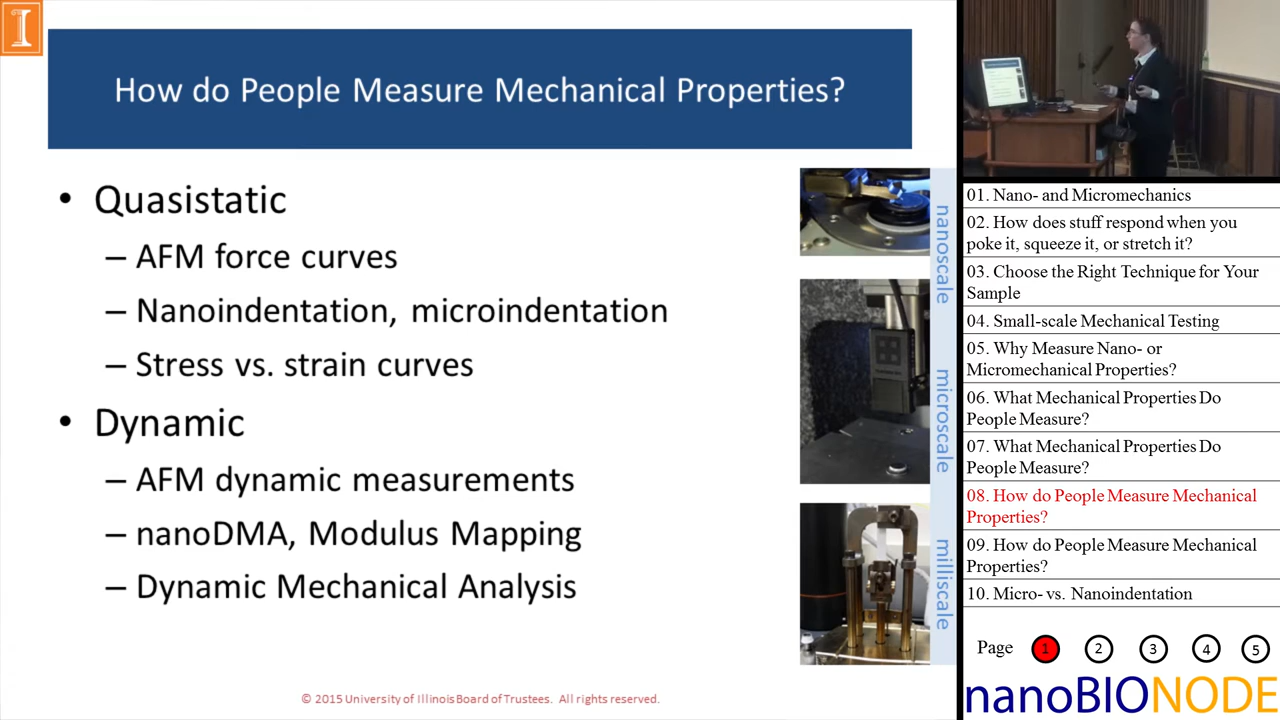 I
How do People Measure Mechanical Properties?
• Quasistatic
– AFM force curves
– Nanoindentation, microindentation
– Stress vs. strain curves
• Dynamic
– AFM dynamic measurements
– nanoDMA, Modulus Mapping
– Dynamic Mechanical Analysis
nanoscale
microscale
milliscale
© 2015 University of IllinoisBoard of Trustees. All rights reserved.
01. Nano- and Micromechanics
02. How does stuff respond when you
poke it, squeeze it, or stretch it?
03. Choose the Right Technique for Your
Sample
04. Small-scale Mechanical Testing
05. Why Measure Nano- or
Micromechanical Properties?
06. What Mechanical Properties Do
People Measure?
07. What Mechanical Properties Do
People Measure?
08. How do People Measure Mechanical
Properties?
09. How do People Measure Mechanical
Properties?
10. Micro- vs. Nanoindentation
Page 1 2 3 4 5
nanoBIONODE